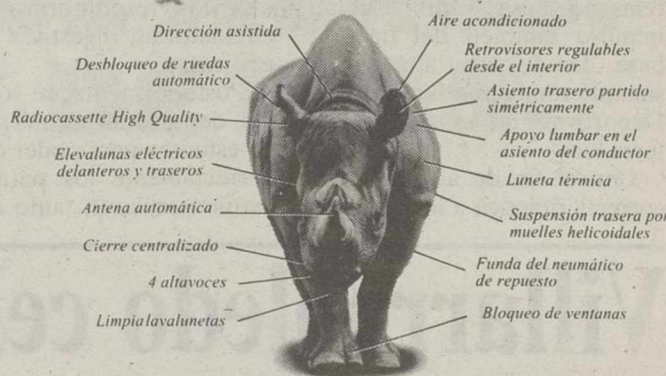 Dirección asistida
Desbloqueo de ruedas
automático
Radiocassette High Quality
Elevalunas eléctricos
delanteros y traseros
Antena automática
Cierre centralizado
4 altavoces
Limpialavalunetas
Aire acondicionado
Retrovisores regulables
desde el interior
Asiento trasero partido
simétricamente
Apoyo lumbar en el
asiento del conductor
Luneta térmica
Suspensión trasera por
muelles helicoidales
Funda del neumático
de repuesto
Bloqueo de ventanas